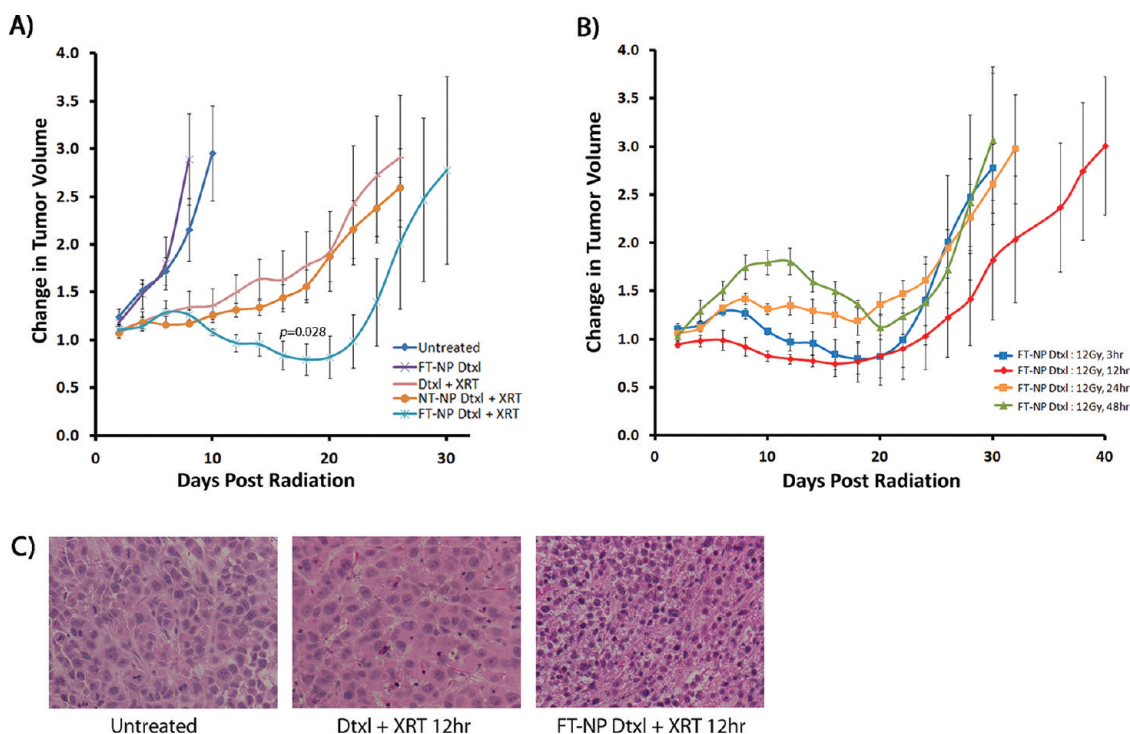 A)
Change in Tumor Volume
4.0
3.5
3.0
2.5
2.0
1.5
1.0
0.5
0.0
p=0.028
Untreated
FT-NP Dtxl
Dtxl + XRT
NT-NP Dtxl + XRT
FT-NP Dtxl + XRT
0 10 20 30
Days Post Radiation
B)
Change in Tumor Volume
4.0
3.5
3.0
2.5
2.0
1.5
1.0
0.5
0.0
FT-NP Dtxl : 12Gy, 3hr
FT-NP Dtxl : 12Gy, 12hr
FT-NP Dtxl : 12Gy, 24hr
FT-NP Dtxl : 12Gy, 48hr
0 10 20 30 40
Days Post Radiation
C)
Untreated
Dtxl + XRT 12hr
FT-NP Dtxl + XRT 12hr